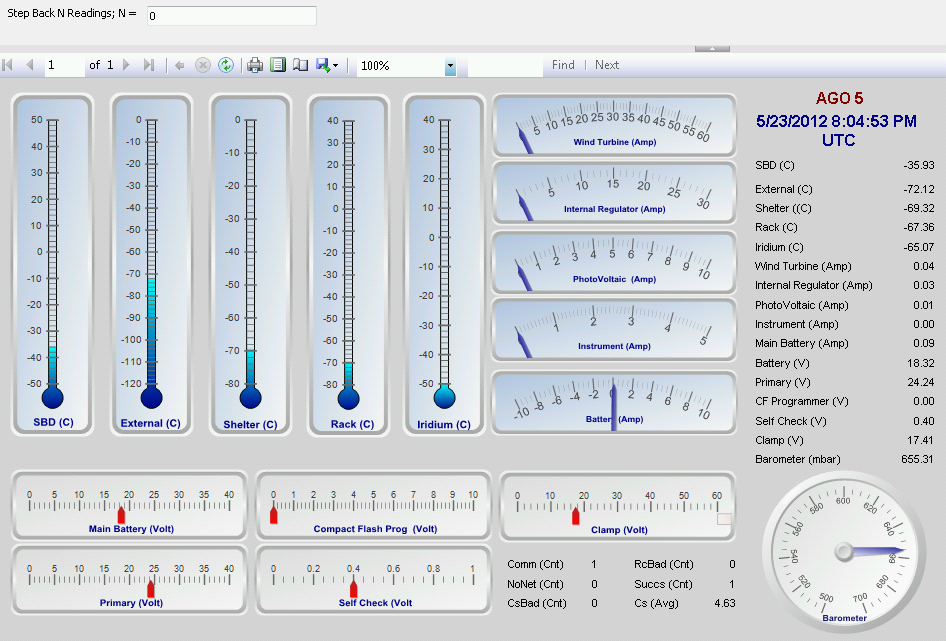 Step Back N Readings; N = 0
1 of 1 100% Find | Next
50 40 30 20 10 0 -10 -20 -30 -40 -50
SBD (C)
0 -10 -20 -30 -40 -50 -60 -70 -80 -90 -100 -110 -120
External (C)
0 -10 -20 -30 -40 -50 -60 -70 -80
Shelter (C)
40 30 20 10 0 -10 -20 -30 -40 -50 -60 -70 -80
Rack (C)
40 30 20 10 0 -10 -20 -30 -40 -50
Iridium (C)
5 10 15 20 25 30 35 40 45 50 55 60
Wind Turbine (Amp)
5 10 15 20 25 30
Internal Regulator (Amp)
1 2 3 4 5 6 7 8 9 10
PhotoVoltaic (Amp)
1 2 3 4 5
Instrument (Amp)
-10 -8 -6 -4 -2 0 2 4 6 8 10
Battery (Amp)
AGO 5
5/23/2012 8:04:53 PM
UTC
SBD (C) -35.93
External (C) -72.12
Shelter ((C) -69.32
Rack (C) -67.36
Iridium (C) -65.07
Wind Turbine (Amp) 0.04
Internal Regulator (Amp) 0.03
PhotoVoltaic (Amp) 0.01
Instrument (Amp) 0.00
Main Battery (Amp) 0.09
Battery (V) 18.32
Primary (V) 24.24
CF Programmer (V) 0.00
Self Check (V) 0.40
Clamp (V) 17.41
Barometer (mbar) 655.31
0 5 10 15 20 25 30 35 40
Main Battery (Volt)
0 1 2 3 4 5 6 7 8 9 10
Compact Flash Prog (Volt)
0 10 20 30 40 50 60
Clamp (Volt)
0 5 10 15 20 25 30 35 40
Primary (Volt)
0 0.2 0.4 0.6 0.8 1
Self Check (Volt
Comm (Cnt) 1 RcBad (Cnt) 0
NoNet (Cnt) 0 Succs (Cnt) 1
CsBad (Cnt) 0 Cs (Avg) 4.63
500 520 540 560 580 600 620 640 660 680 700
Barometer